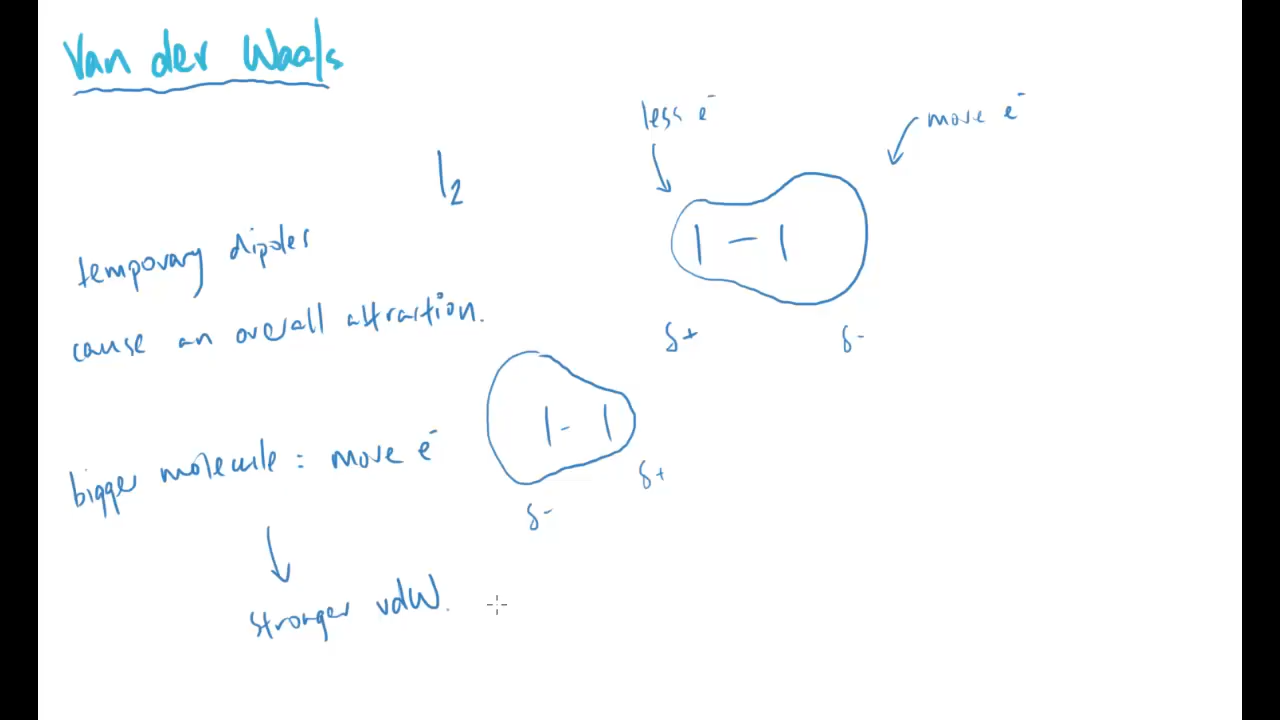 Van der Waals
less e⁻
more e⁻
I₂
I – I
temporary dipoles
cause an overall attraction.
δ+
δ-
I - I
bigger molecule = more e⁻
δ+
δ-
↓
stronger vdW.